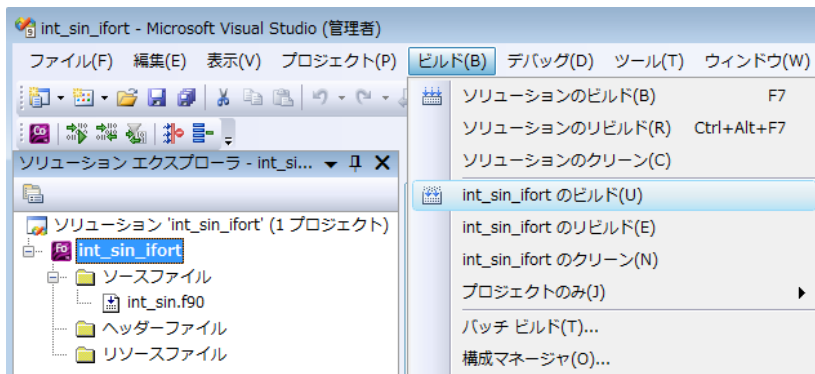 int_sin_ifort - Microsoft Visual Studio (管理者)
ファイル(F) 編集(E) 表示(V) プロジェクト(P) ビルド(B) デバッグ(D) ツール(T) ウィンドウ(W)
ソリューションのビルド(B) F7
ソリューションのリビルド(R) Ctrl+Alt+F7
ソリューションのクリーン(C)
int_sin_ifort のビルド(U)
int_sin_ifort のリビルド(E)
int_sin_ifort のクリーン(N)
プロジェクトのみ(J)
バッチ ビルド(T)...
構成マネージャ(O)...
ソリューション エクスプローラ - int_si...
ソリューション 'int_sin_ifort' (1 プロジェクト)
int_sin_ifort
ソースファイル
int_sin.f90
ヘッダーファイル
リソースファイル